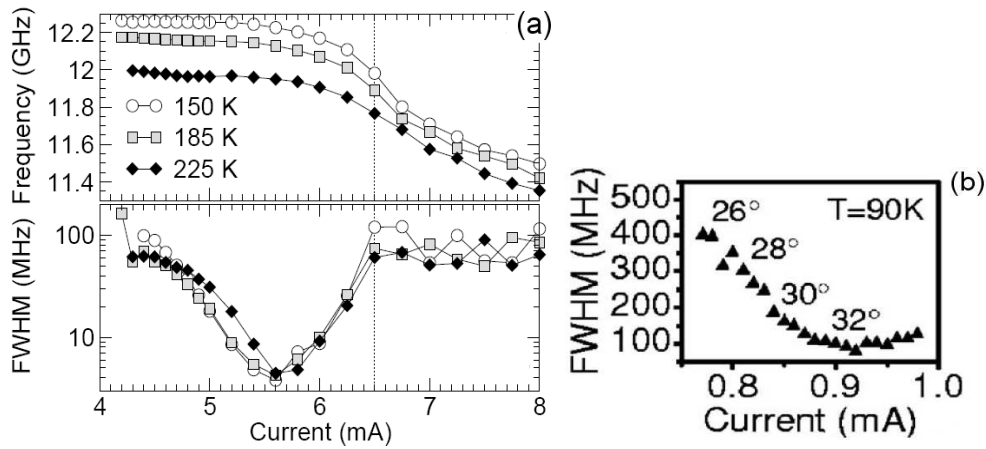 (a)
Frequency (GHz)
12.2
12
11.8
11.6
11.4
150 K
185 K
225 K
FWHM (MHz)
100
10
4 5 6 7 8
Current (mA)
(b)
FWHM (MHz)
500
400
300
200
100
T=90K
26°
28°
30°
32°
0.8 0.9 1.0
Current (mA)